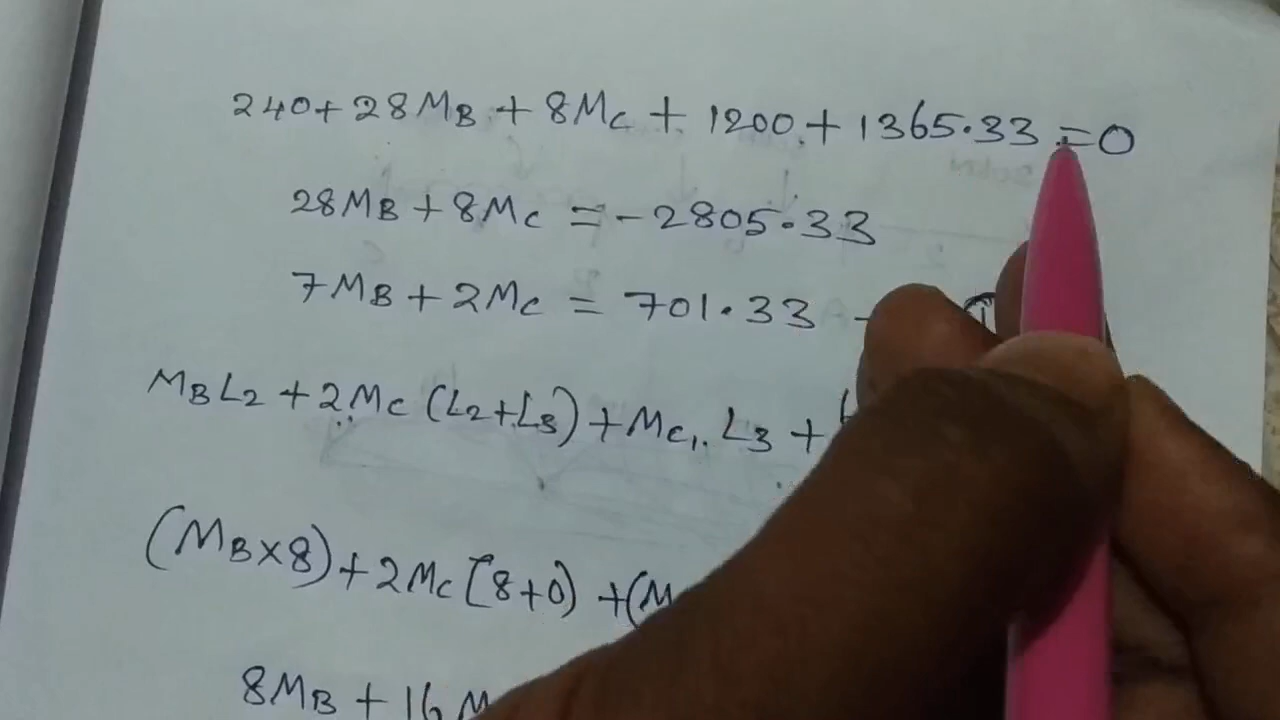 240+28MB + 8Mc + 1200 + 1365.33 =0
28MB + 8Mc = -2805.33
7MB + 2Mc = 701.33 -
MBL2 + 2Mc (L2+L3) + Mc1. L3 +
(MB×8) + 2Mc [8+0) +(M
8MB + 16M